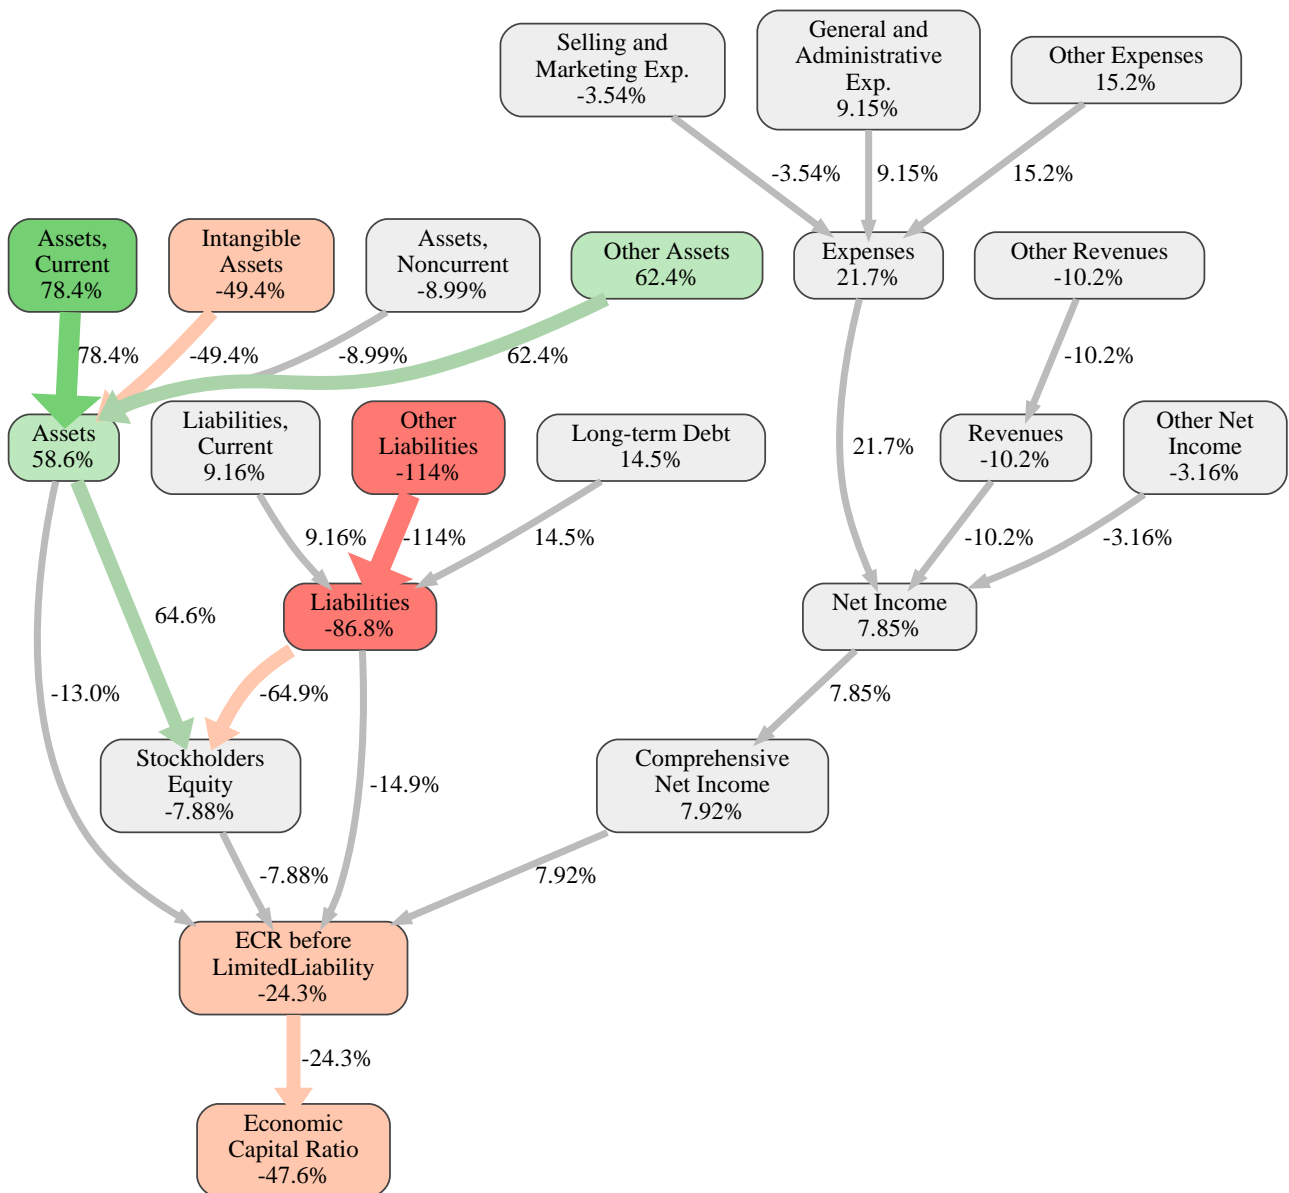 Selling and
Marketing Exp.
-3.54%
General and
Administrative
Exp.
9.15%
Other Expenses
15.2%
-3.54%
9.15%
15.2%
Assets,
Current
78.4%
Intangible
Assets
-49.4%
Assets,
Noncurrent
-8.99%
Other Assets
62.4%
Expenses
21.7%
Other Revenues
-10.2%
78.4%
-49.4%
-8.99%
62.4%
-10.2%
Assets
58.6%
Liabilities,
Current
9.16%
Other
Liabilities
-114%
Long-term Debt
14.5%
21.7%
Revenues
-10.2%
Other Net
Income
-3.16%
9.16%
-114%
14.5%
-10.2%
-3.16%
64.6%
Liabilities
-86.8%
Net Income
7.85%
-13.0%
-64.9%
7.85%
Stockholders
Equity
-7.88%
-14.9%
Comprehensive
Net Income
7.92%
-7.88%
7.92%
ECR before
LimitedLiability
-24.3%
-24.3%
Economic
Capital Ratio
-47.6%